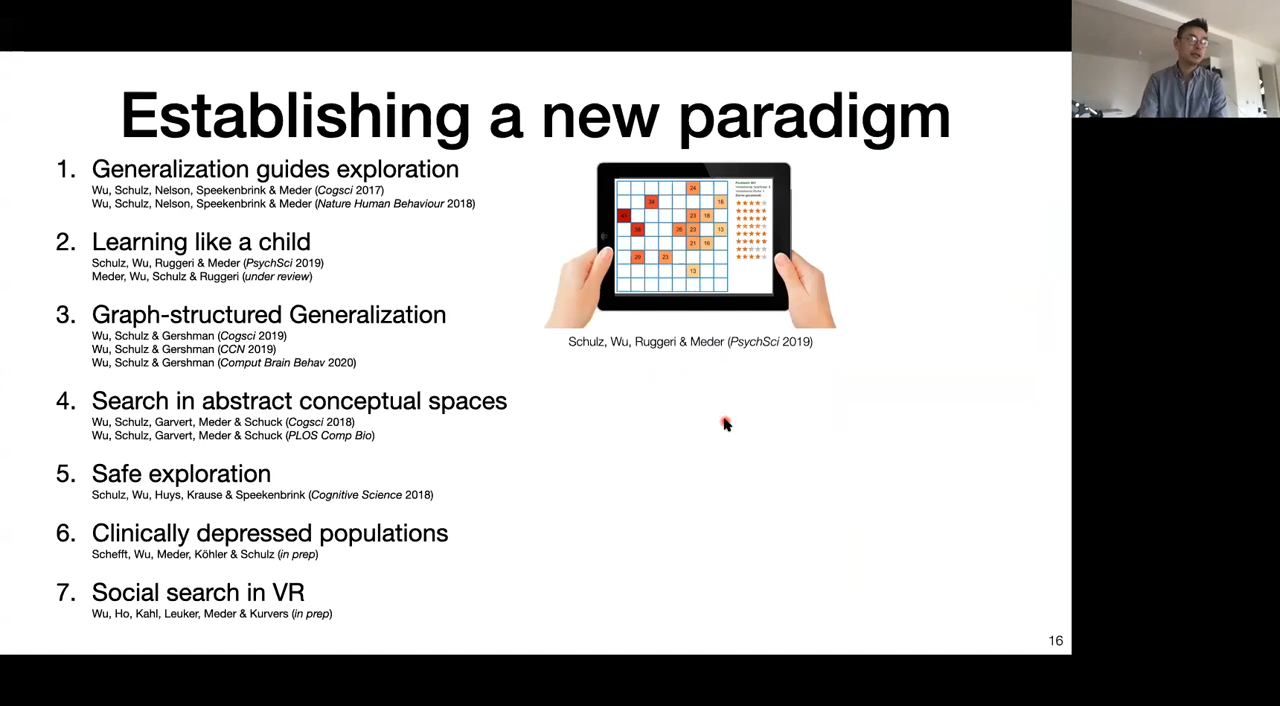 Establishing a new paradigm
1. Generalization guides exploration
Wu, Schulz, Nelson, Speekenbrink & Meder (Cogsci 2017)
Wu, Schulz, Nelson, Speekenbrink & Meder (Nature Human Behaviour 2018)
2. Learning like a child
Schulz, Wu, Ruggeri & Meder (PsychSci 2019)
Meder, Wu, Schulz & Ruggeri (under review)
3. Graph-structured Generalization
Wu, Schulz & Gershman (Cogsci 2019)
Wu, Schulz & Gershman (CCN 2019)
Wu, Schulz & Gershman (Comput Brain Behav 2020)
4. Search in abstract conceptual spaces
Wu, Schulz, Garvert, Meder & Schuck (Cogsci 2018)
Wu, Schulz, Garvert, Meder & Schuck (PLOS Comp Bio)
5. Safe exploration
Schulz, Wu, Huys, Krause & Speekenbrink (Cognitive Science 2018)
6. Clinically depressed populations
Schefft, Wu, Meder, Köhler & Schulz (in prep)
7. Social search in VR
Wu, Ho, Kahl, Leuker, Meder & Kurvers (in prep)
24
34 16
23 18
38 26 23 13
21 16
29 23
13
Schulz, Wu, Ruggeri & Meder (PsychSci 2019)
16